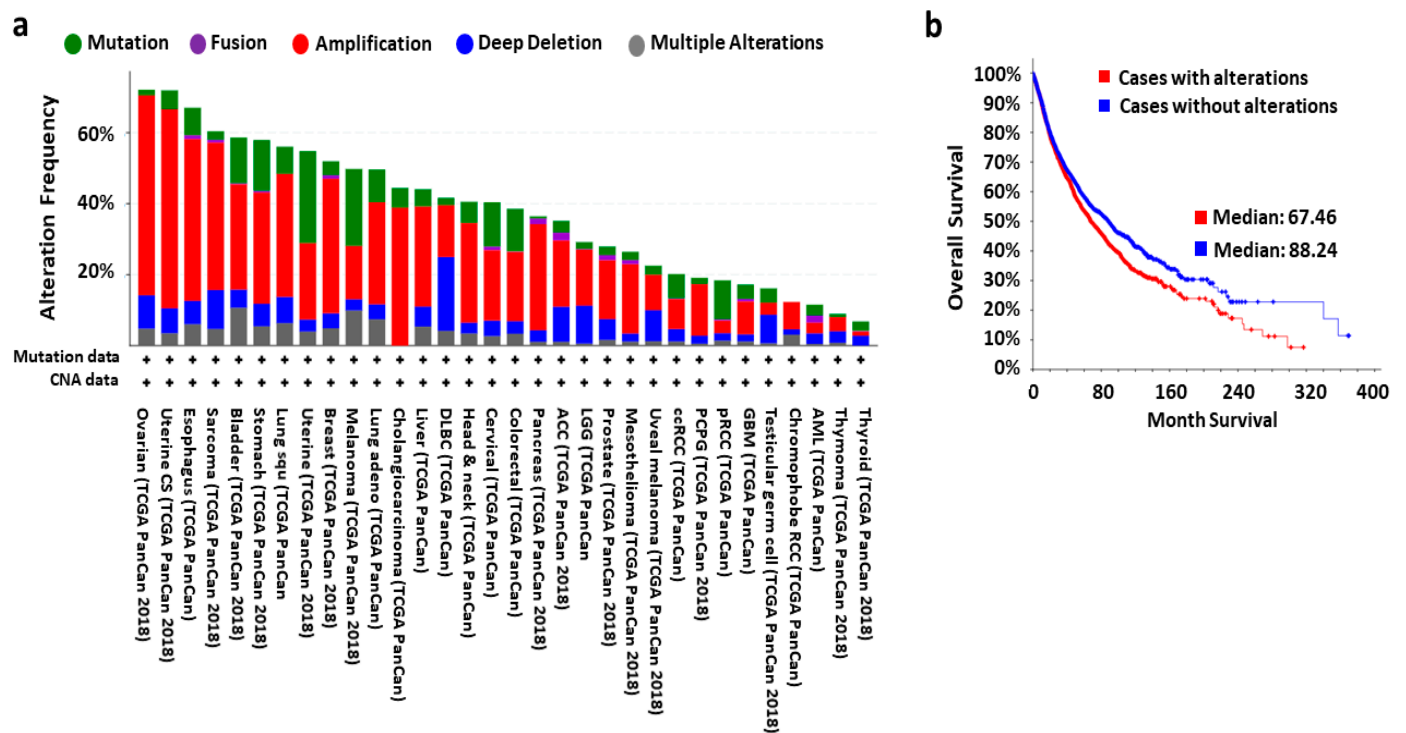 a
Mutation Fusion Amplification Deep Deletion Multiple Alterations
Alteration Frequency
60%
40%
20%
Mutation data + + + + + + + + + + + + + + + + + + + + + + + + + + + + + + + +
CNA data + + + + + + + + + + + + + + + + + + + + + + + + + + + + + + + +
Ovarian (TCGA PanCan 2018)
Uterine CS (TCGA PanCan 2018)
Esophagus (TCGA PanCan)
Sarcoma (TCGA PanCan 2018)
Bladder (TCGA PanCan 2018)
Stomach (TCGA PanCan 2018)
Lung squ (TCGA PanCan
Uterine (TCGA PanCan 2018)
Breast (TCGA PanCan 2018)
Melanoma (TCGA PanCan 2018)
Lung adeno (TCGA PanCan)
Cholangiocarcinoma (TCGA PanCan)
Liver (TCGA PanCan 2018)
DLBC (TCGA PanCan 2018)
Head & neck (TCGA PanCan)
Cervical (TCGA PanCan)
Colorectal (TCGA PanCan)
Pancreas (TCGA PanCan 2018)
ACC (TCGA PanCan 2018)
LGG (TCGA PanCan
Prostate (TCGA PanCan 2018)
Mesothelioma (TCGA PanCan 2018)
Uveal melanoma (TCGA PanCan 2018)
ccRCC (TCGA PanCan)
PCPG (TCGA PanCan 2018)
pRCC (TCGA PanCan)
GBM (TCGA PanCan)
Testicular germ cell (TCGA PanCan 2018)
Chromophobe RCC (TCGA PanCan)
AML (TCGA PanCan)
Thymoma (TCGA PanCan 2018)
Thyroid (TCGA PanCan 2018)
b
Overall Survival
100%
90%
80%
70%
60%
50%
40%
30%
20%
10%
0%
Cases with alterations
Cases without alterations
Median: 67.46
Median: 88.24
0 80 160 240 320 400
Month Survival